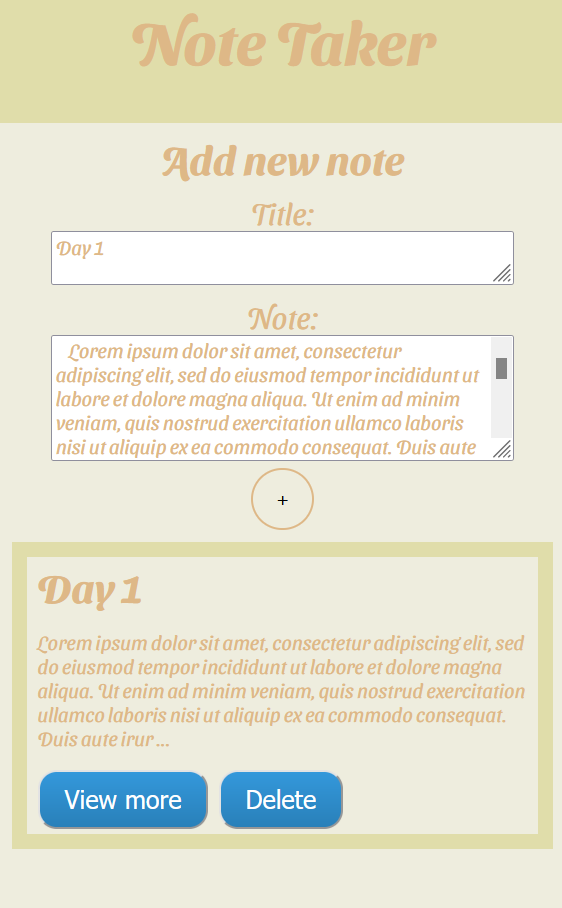 Note Taker
Add new note
Title:
Day 1
Note:
Lorem ipsum dolor sit amet, consectetur
adipiscing elit, sed do eiusmod tempor incididunt ut
labore et dolore magna aliqua. Ut enim ad minim
veniam, quis nostrud exercitation ullamco laboris
nisi ut aliquip ex ea commodo consequat. Duis aute
+
Day 1
Lorem ipsum dolor sit amet, consectetur adipiscing elit, sed
do eiusmod tempor incididunt ut labore et dolore magna
aliqua. Ut enim ad minim veniam, quis nostrud exercitation
ullamco laboris nisi ut aliquip ex ea commodo consequat.
Duis aute irur ...
View more Delete